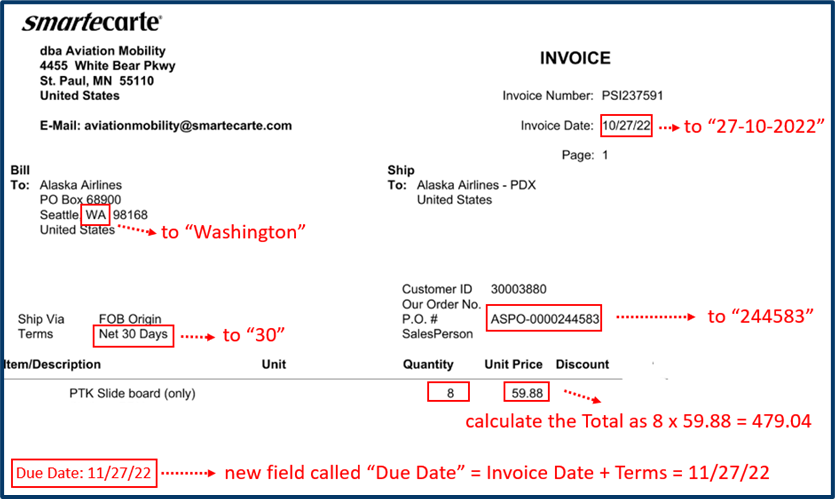 smartecarte®
dba Aviation Mobility
4455 White Bear Pkwy
St. Paul, MN 55110
United States
E-Mail: aviationmobility@smartecarte.com
INVOICE
Invoice Number: PSI237591
Invoice Date: 10/27/22 to “27-10-2022”
Page: 1
Bill
To: Alaska Airlines
PO Box 68900
Seattle, WA 98168
United States
to “Washington”
Ship
To: Alaska Airlines - PDX
United States
Customer ID 30003880
Our Order No.
P.O. # ASPO-0000244583 to “244583”
SalesPerson
Ship Via FOB Origin
Terms Net 30 Days to “30”
Item/Description Unit Quantity Unit Price Discount
PTK Slide board (only) 8 59.88
calculate the Total as 8 x 59.88 = 479.04
Due Date: 11/27/22 new field called “Due Date” = Invoice Date + Terms = 11/27/22